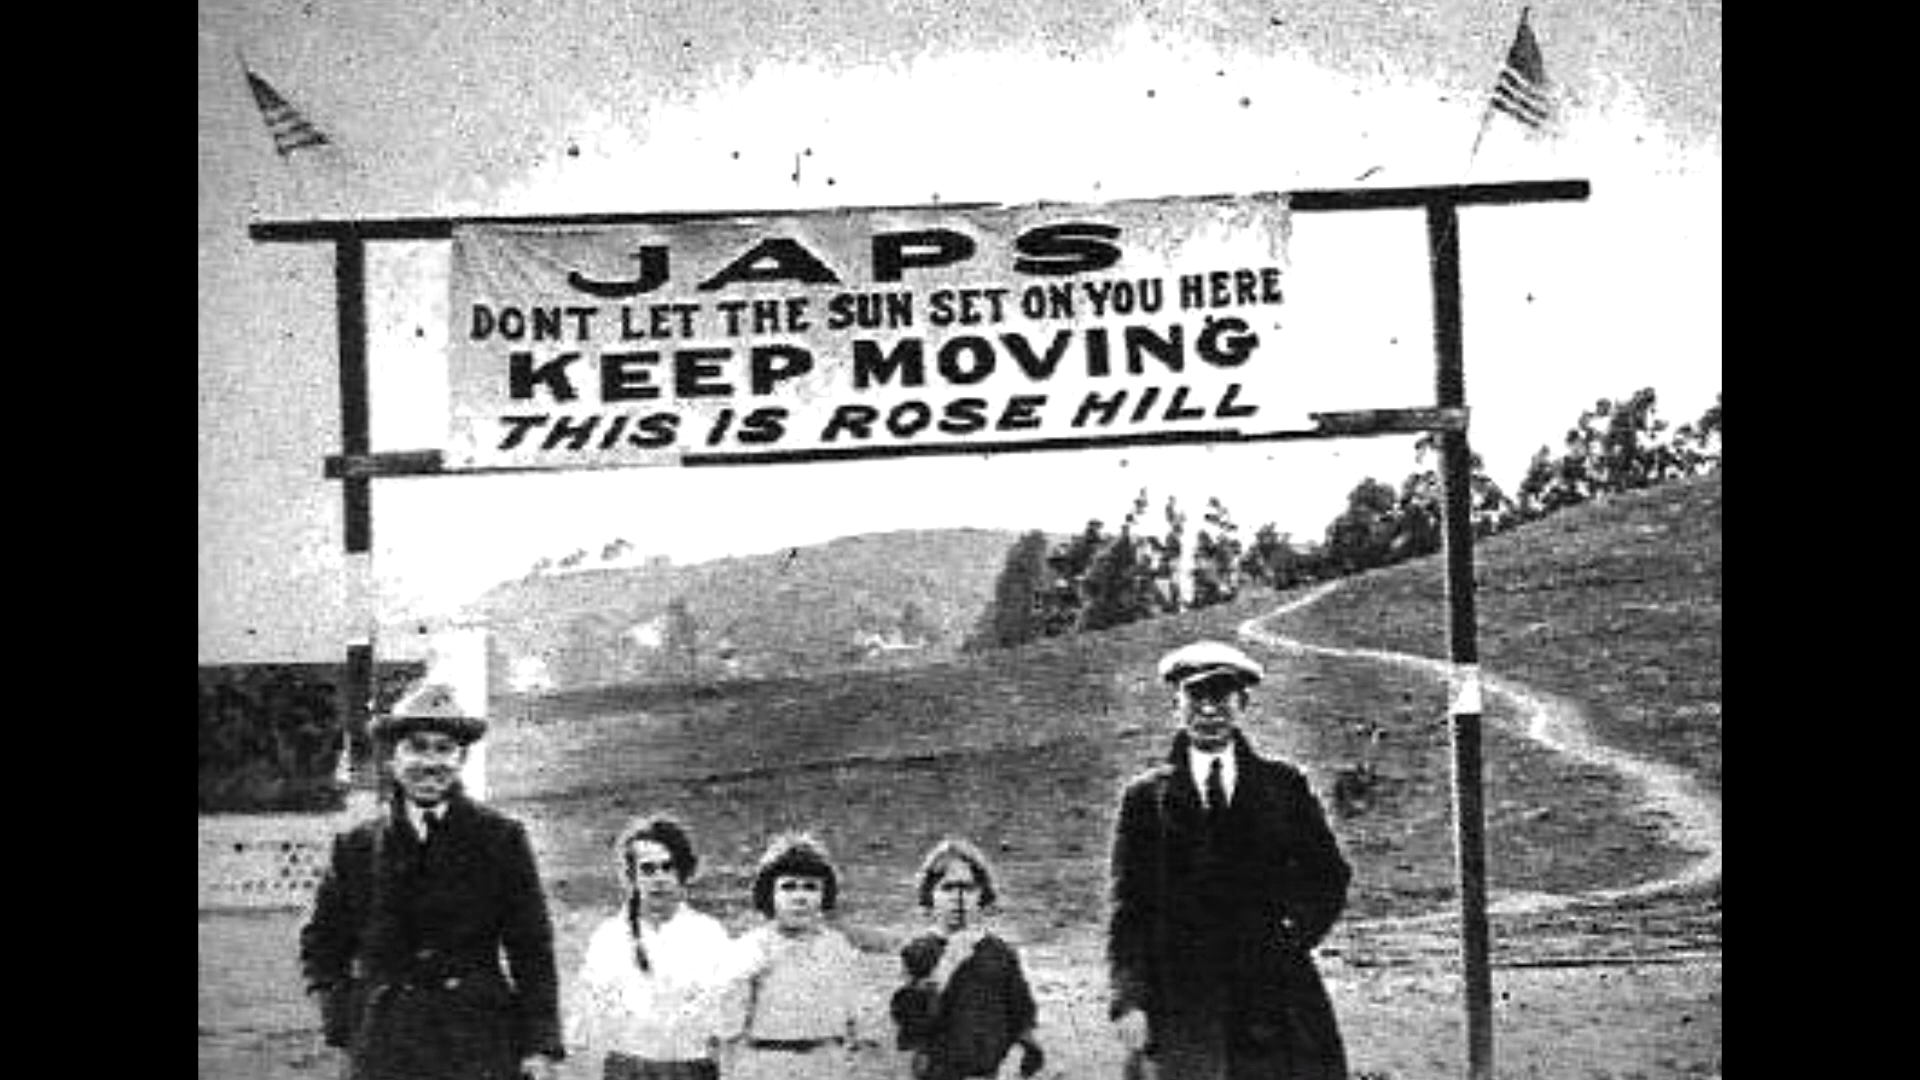 JAPS
DONT LET THE SUN SET ON YOU HERE
KEEP MOVING
THIS IS ROSE HILL